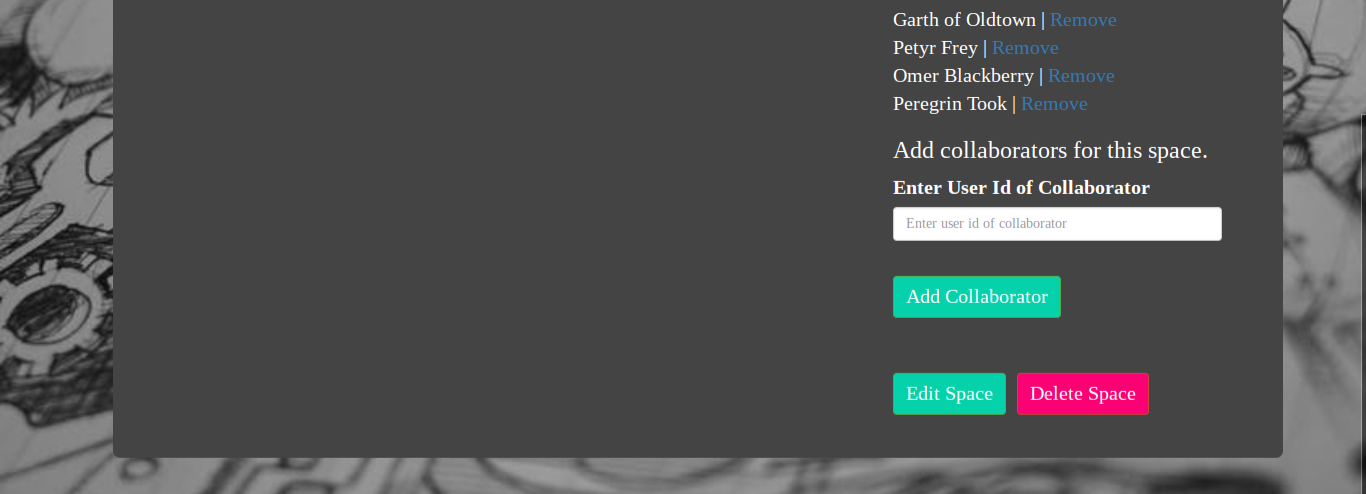 Garth of Oldtown | Remove
Petyr Frey | Remove
Omer Blackberry | Remove
Peregrin Took | Remove
Add collaborators for this space.
Enter User Id of Collaborator
Enter user id of collaborator
Add Collaborator
Edit Space Delete Space